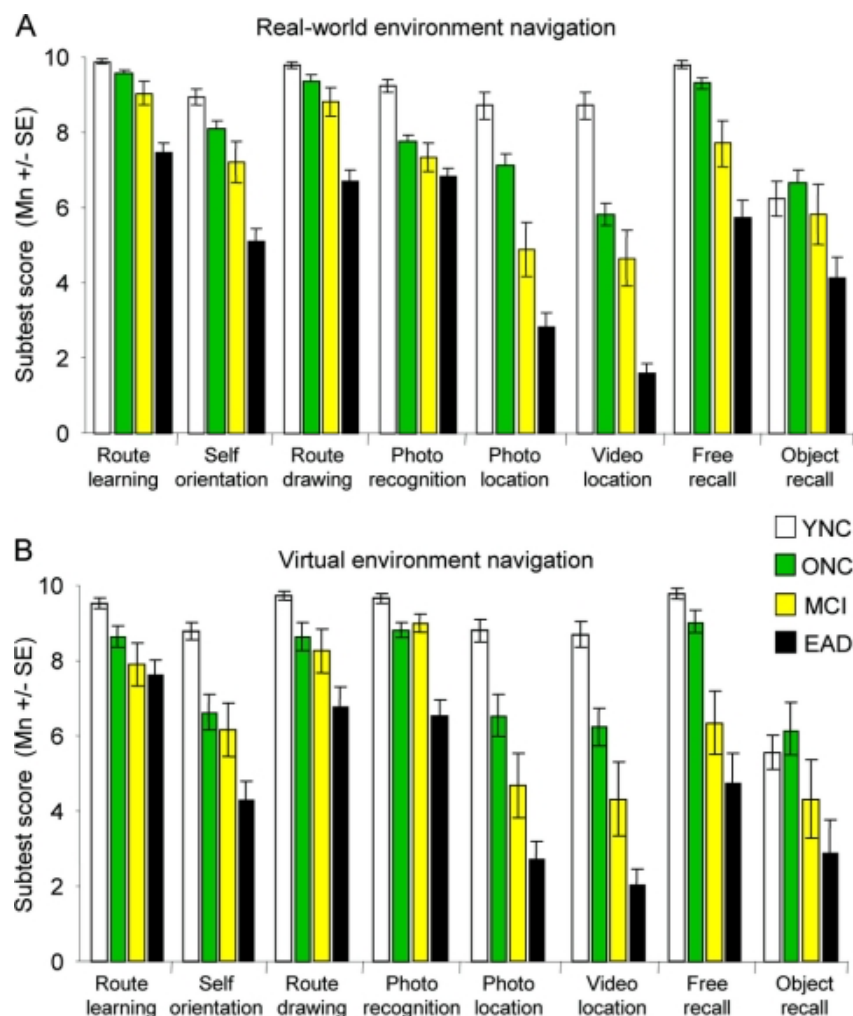 A
Real-world environment navigation
Subtest score (Mn +/- SE)
10
8
6
4
2
0
Route learning
Self orientation
Route drawing
Photo recognition
Photo location
Video location
Free recall
Object recall
YNC
ONC
MCI
EAD
B
Virtual environment navigation
Subtest score (Mn +/- SE)
10
8
6
4
2
0
Route learning
Self orientation
Route drawing
Photo recognition
Photo location
Video location
Free recall
Object recall